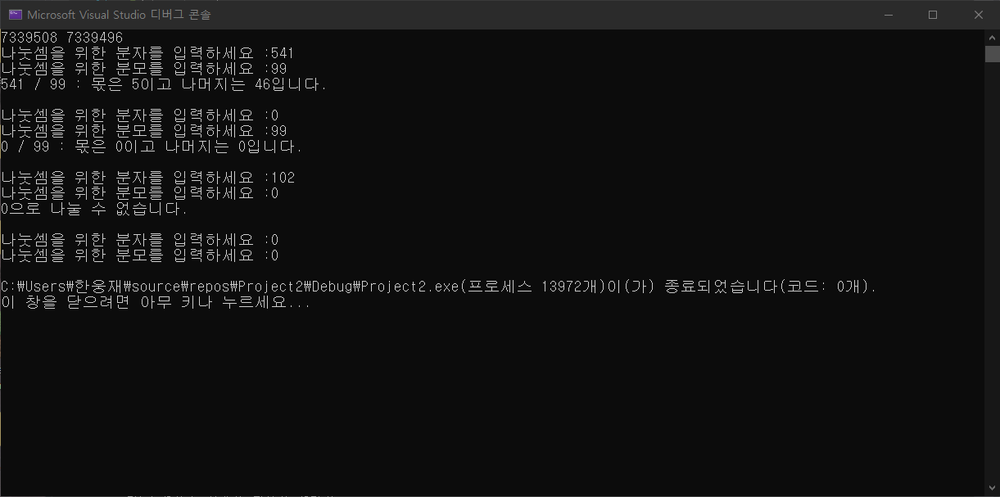 Microsoft Visual Studio 디버그 콘솔
7339508 7339496
나눗셈을 위한 분자를 입력하세요 :541
나눗셈을 위한 분모를 입력하세요 :99
541 / 99 : 몫은 5이고 나머지는 46입니다.
나눗셈을 위한 분자를 입력하세요 :0
나눗셈을 위한 분모를 입력하세요 :99
0 / 99 : 몫은 0이고 나머지는 0입니다.
나눗셈을 위한 분자를 입력하세요 :102
나눗셈을 위한 분모를 입력하세요 :0
0으로 나눌 수 없습니다.
나눗셈을 위한 분자를 입력하세요 :0
나눗셈을 위한 분모를 입력하세요 :0
C:₩Users₩한웅재₩source₩repos₩Project2₩Debug₩Project2.exe(프로세스 13972개)이(가) 종료되었습니다(코드: 0개).
이 창을 닫으려면 아무 키나 누르세요...